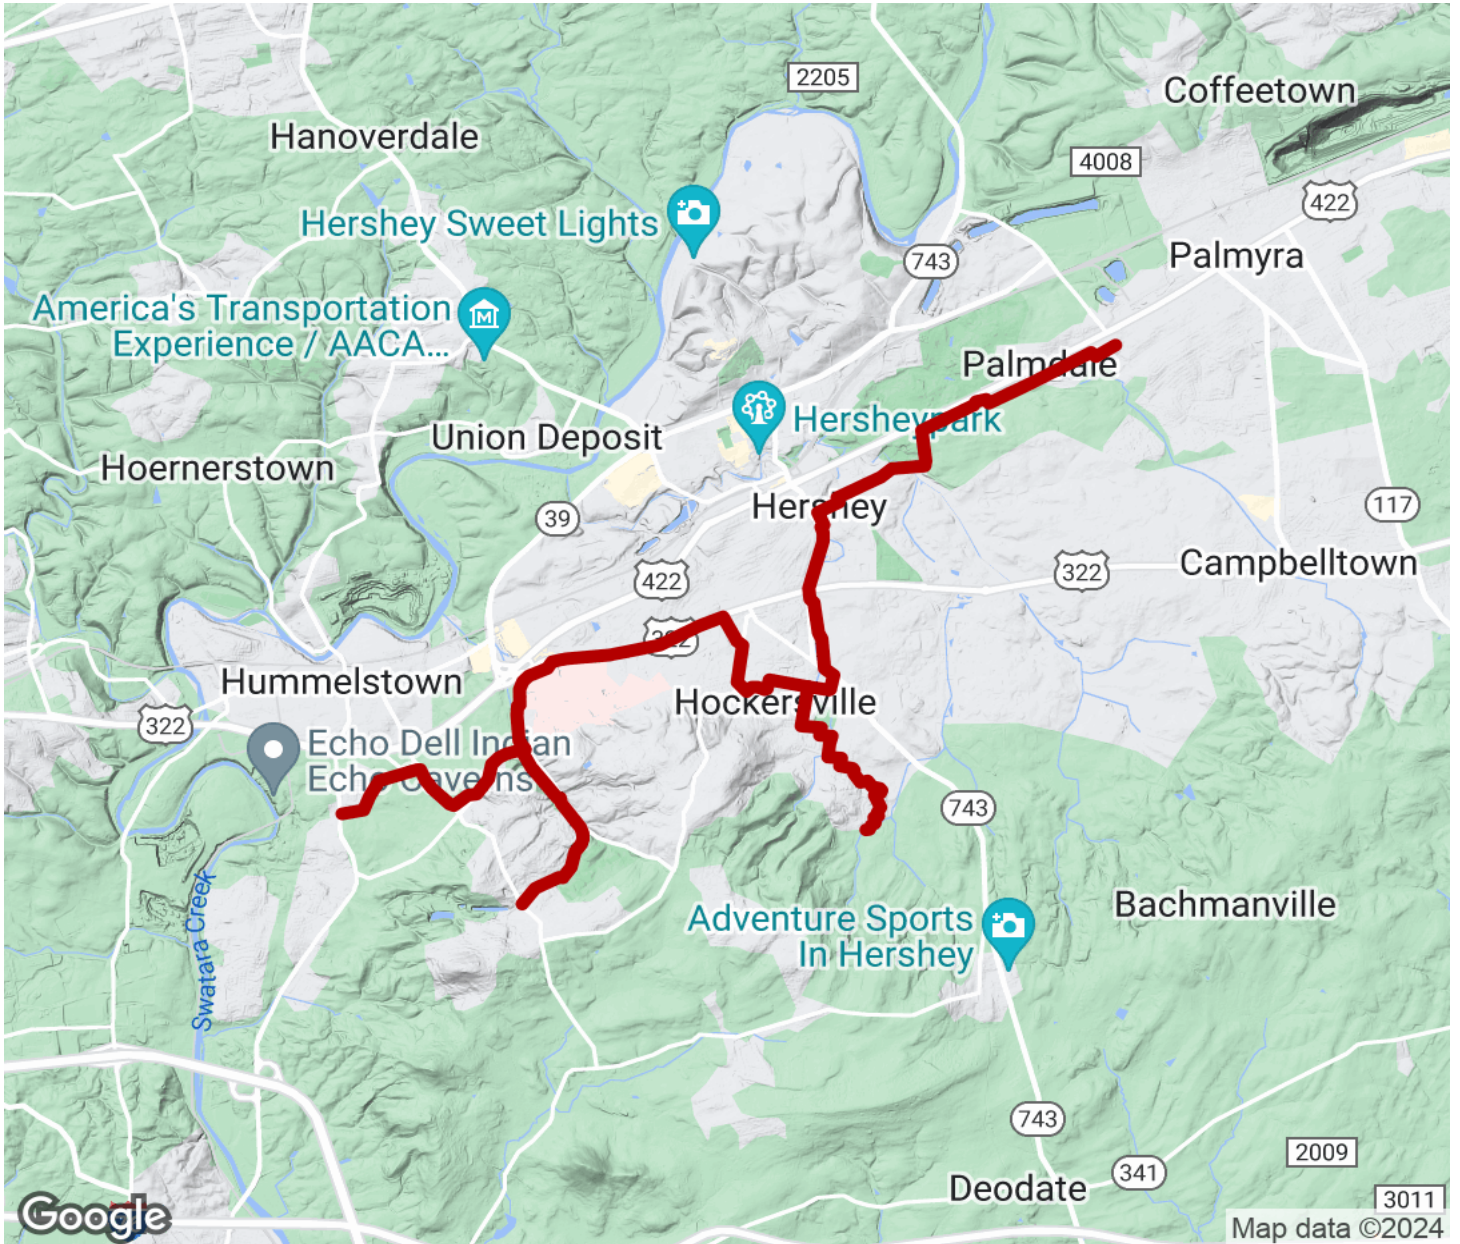 2205
Coffeetown
Hanoverdale
4008
422
Hershey Sweet Lights
743
Palmyra
America's Transportation
Experience / AACA...
Palmdale
Hersheypark
Union Deposit
Hoernerstown
Hershey
39
117
422
322
Campbelltown
322
Hummelstown
Hockersville
322
Echo Dell Indian
Echo Caverns
743
Swatara Creek
Adventure Sports
In Hershey
Bachmanville
743
341
2009
Deodate
3011
Google
Map data ©2024